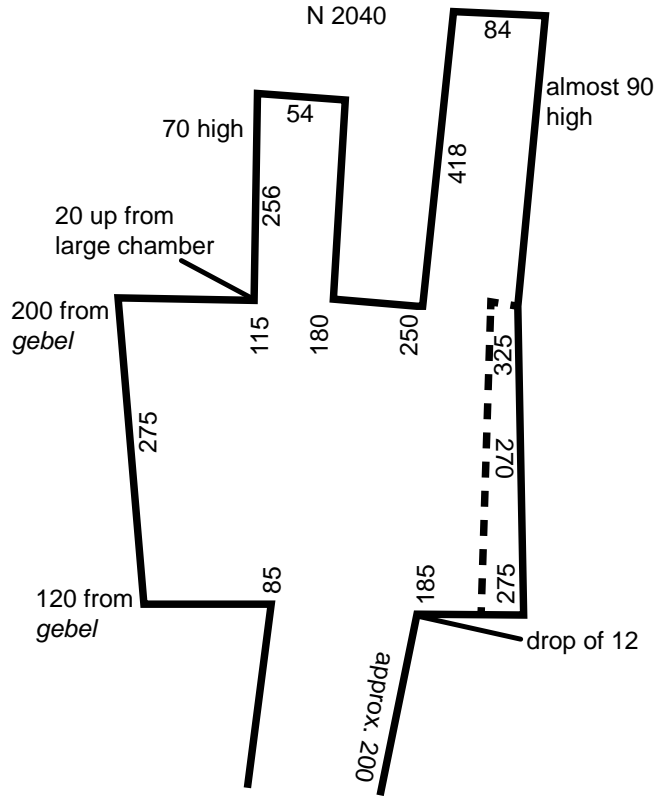 N 2040
84
almost 90
high
54
70 high
418
256
20 up from
large chamber
200 from
gebel
115
180
250
325
275
270
120 from
gebel
85
185
275
drop of 12
approx. 200